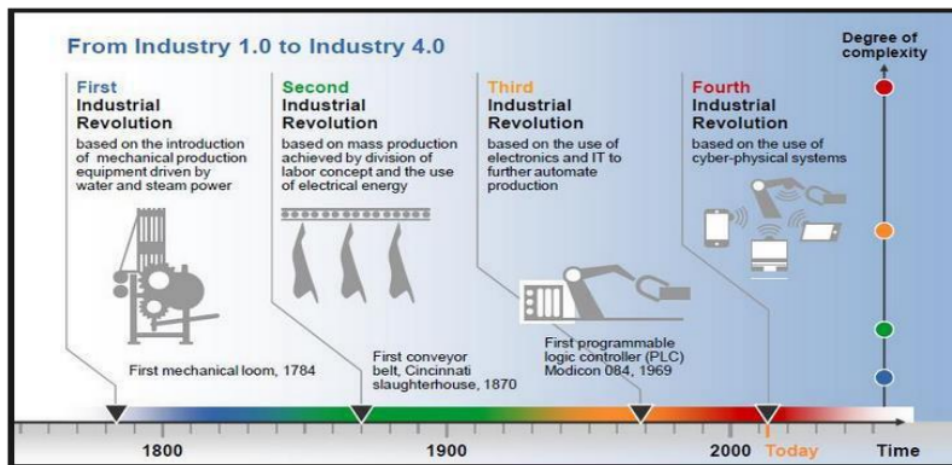 From Industry 1.0 to Industry 4.0
Degree of
complexity
First
Industrial
Revolution
based on the introduction
of mechanical production
equipment driven by
water and steam power
Second
Industrial
Revolution
based on mass production
achieved by division of
labor concept and the use
of electrical energy
Third
Industrial
Revolution
based on the use of
electronics and IT to
further automate
production
Fourth
Industrial
Revolution
based on the use of
cyber-physical systems
First mechanical loom, 1784
First conveyor
belt, Cincinnati
slaughterhouse, 1870
First programmable
logic controller (PLC)
Modicon 084, 1969
1800
1900
2000
Today
Time